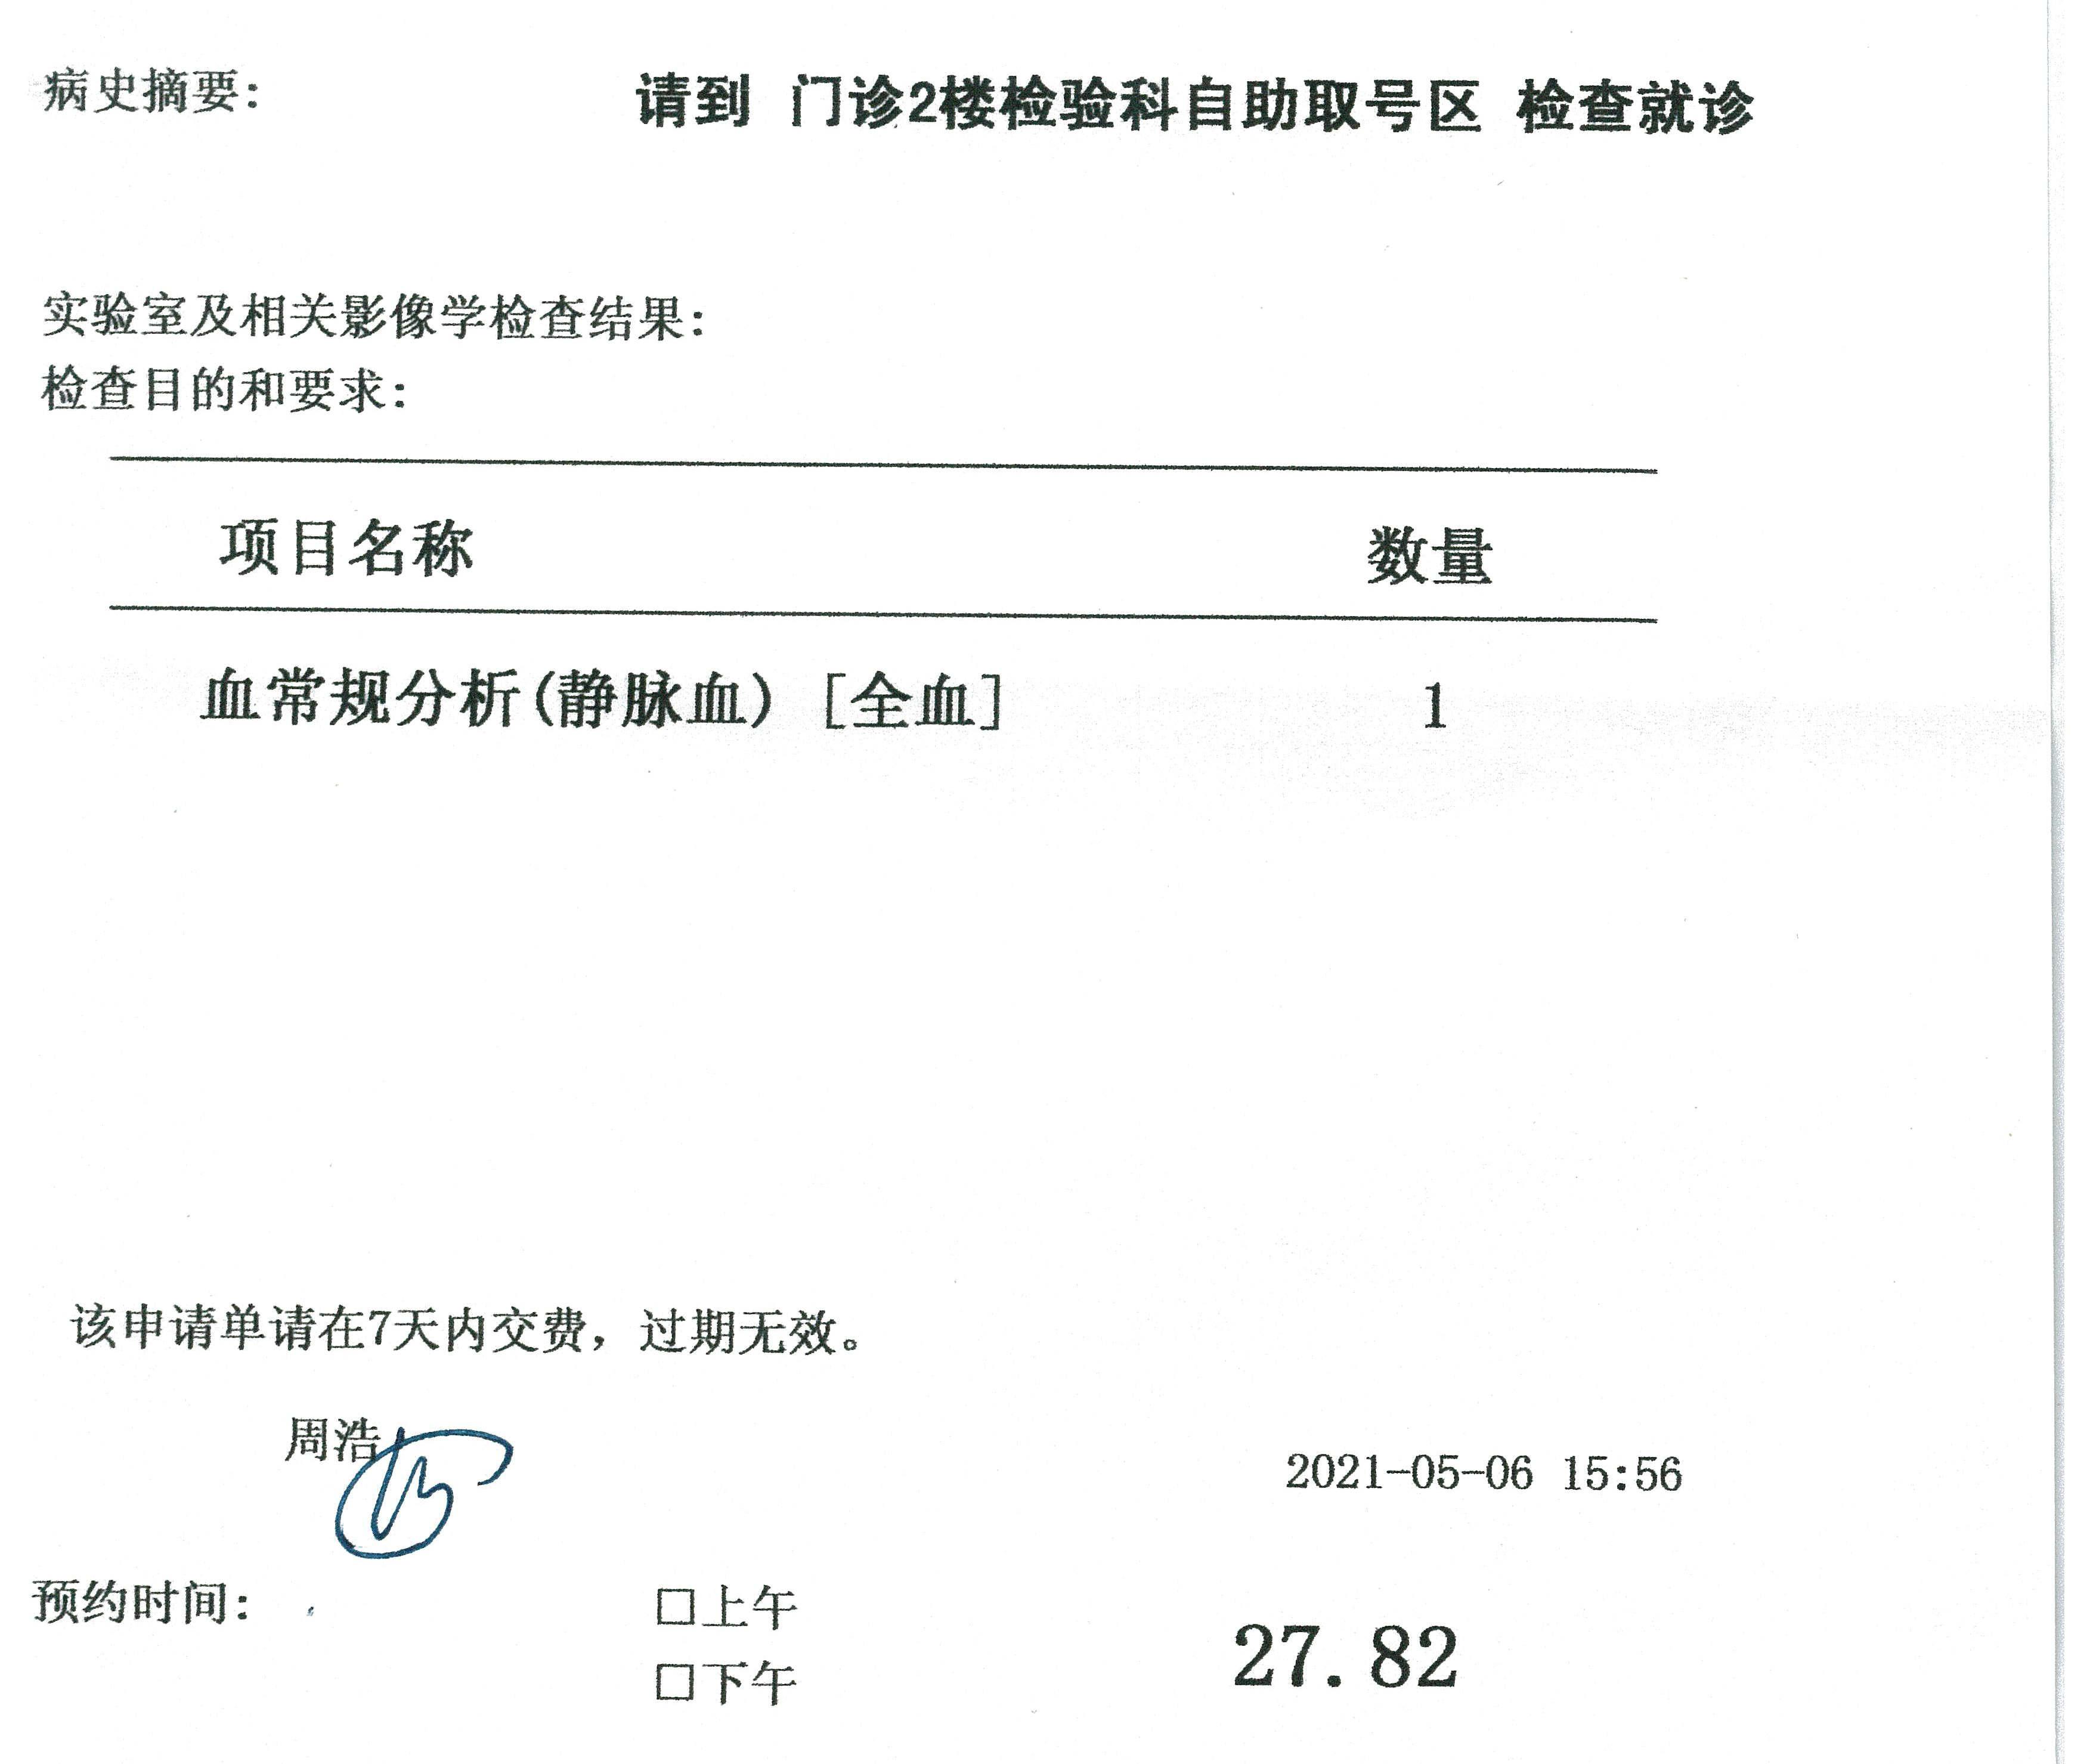 病史摘要: 请到 门诊2楼检验科自助取号区 检查就诊
实验室及相关影像学检查结果:
检查目的和要求:
项目名称 数量
血常规分析(静脉血) [全血] 1
该申请单请在7天内交费，过期无效。
周浩
2021-05-06 15:56
预约时间: □上午
27.82
□下午